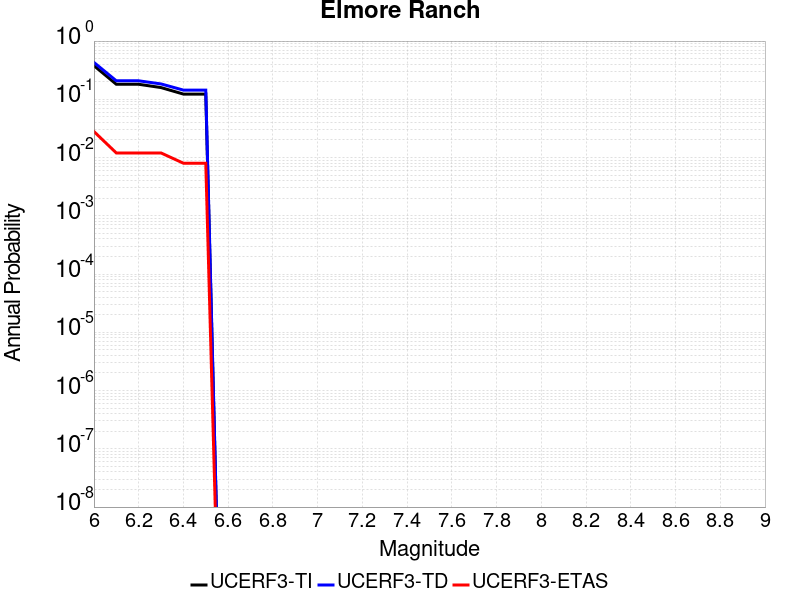 Elmore Ranch
Annual Probability
10^0
10^-1
10^-2
10^-3
10^-4
10^-5
10^-6
10^-7
10^-8
6 6.2 6.4 6.6 6.8 7 7.2 7.4 7.6 7.8 8 8.2 8.4 8.6 8.8 9
Magnitude
UCERF3-TI UCERF3-TD UCERF3-ETAS